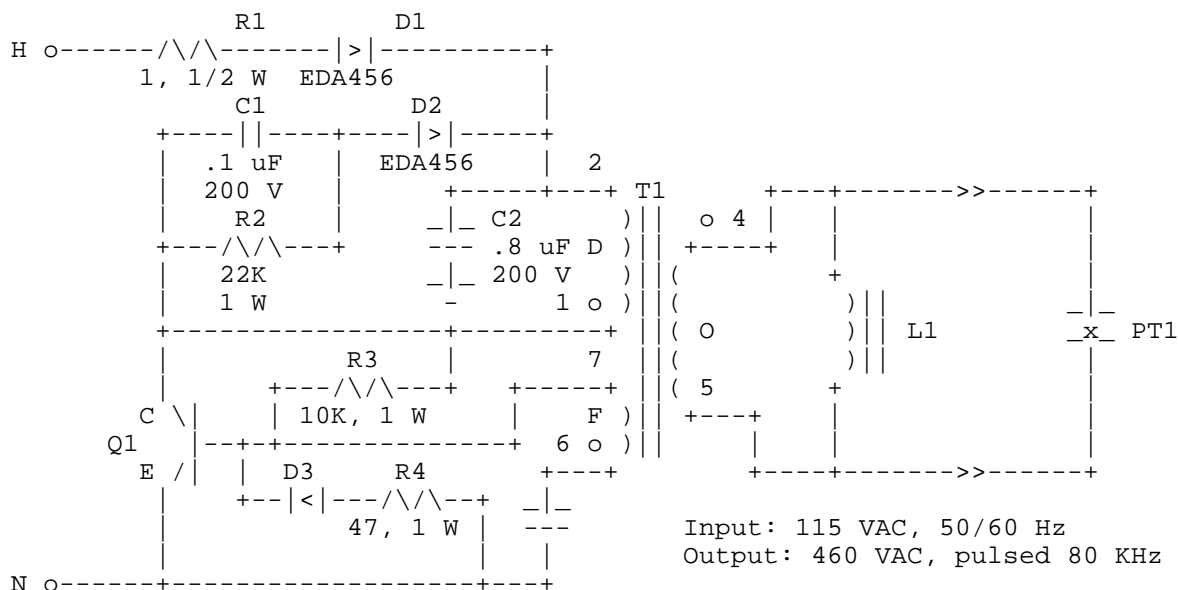 R1 D1
H o------/\/\-------|>|----------+
1, 1/2 W EDA456 |
C1 D2 |
+----||----+----|>|-----+
| .1 uF | EDA456 | 2
| 200 V | +-----+---+ T1 +---+-------->>------+
| R2 | _|_ C2 )|| o 4 | | |
+---/\/\---+ --- .8 uF D )|| +----+ | |
| 22K _|_ 200 V )||( + |
| 1 W - 1 o )||( )|| _|_
+------------------+---------+ ||( O )|| L1 _x_ PT1
| R3 | 7 ||( )|| |
| +---/\/\---+ +-----+ ||( 5 + |
C \| | 10K, 1 W | F )|| +---+ | |
Q1 |--+-+---------------+ 6 o )|| | | |
E /| | D3 R4 +---+ +----+-------->>------+
| +--|<|--/\/\--+ _|_
| 47, 1 W | --- Input: 115 VAC, 50/60 Hz
| | | Output: 460 VAC, pulsed 80 KHz
N o------+--------------------+---+